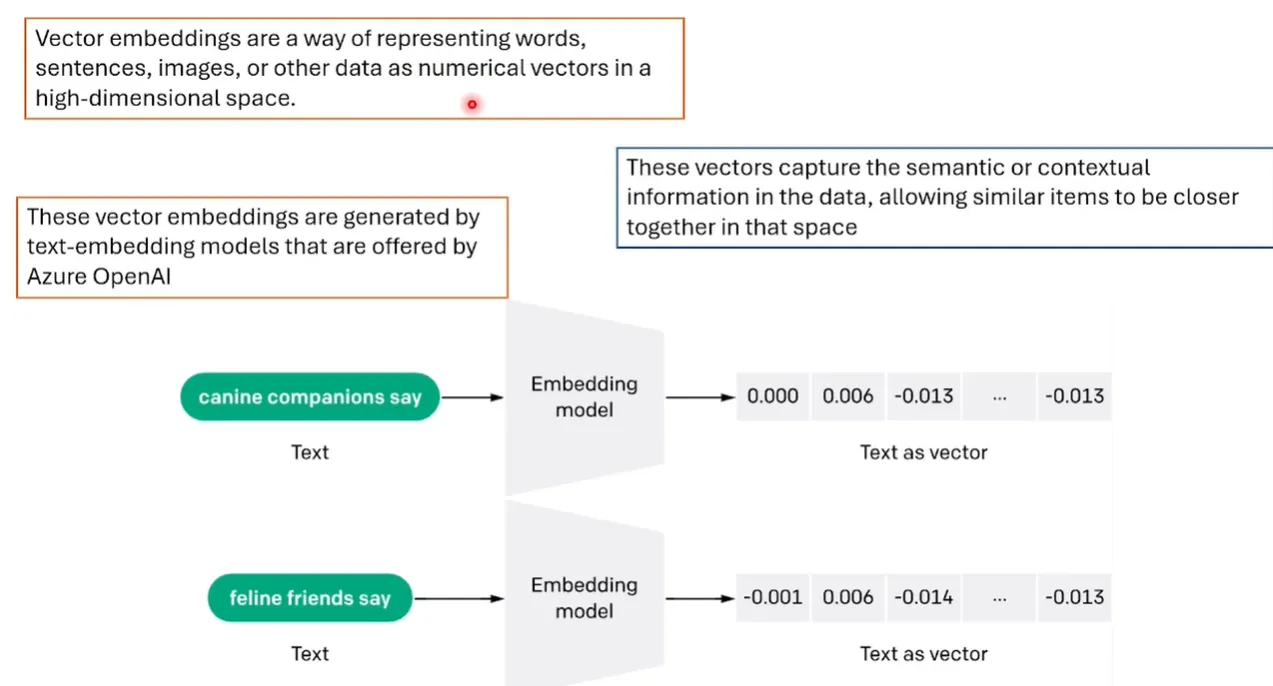 Vector embeddings are a way of representing words,
sentences, images, or other data as numerical vectors in a
high-dimensional space.
These vectors capture the semantic or contextual
information in the data, allowing similar items to be closer
together in that space
These vector embeddings are generated by
text-embedding models that are offered by
Azure OpenAI
canine companions say
Embedding
model
0.000 0.006 -0.013 ... -0.013
Text
Text as vector
feline friends say
Embedding
model
-0.001 0.006 -0.014 ... -0.013
Text
Text as vector